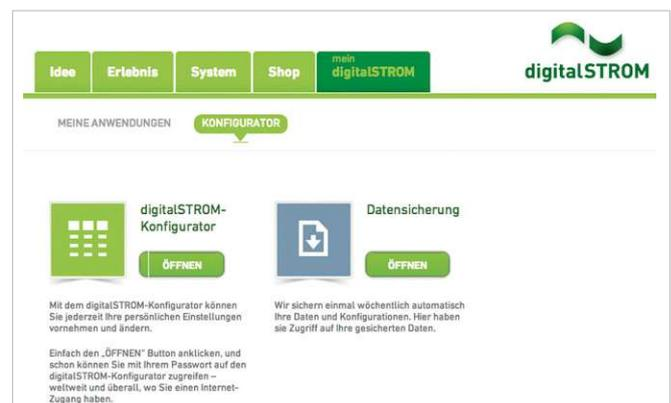 mein
Idee Erlebnis System Shop digitalSTROM
digitalSTROM
MEINE ANWENDUNGEN KONFIGURATOR
digitalSTROM-
Konfigurator
ÖFFNEN
Mit dem digitalSTROM-Konfigurator können
Sie jederzeit Ihre persönlichen Einstellungen
vornehmen und ändern.
Einfach den „ÖFFNEN" Button anklicken, und
schon können Sie mit Ihrem Passwort auf den
digitalSTROM-Konfigurator zugreifen –
weltweit und überall, wo Sie einen Internet-
Zugang haben.
Datensicherung
ÖFFNEN
Wir sichern einmal wöchentlich automatisch
Ihre Daten und Konfigurationen. Hier haben
sie Zugriff auf Ihre gesicherten Daten.